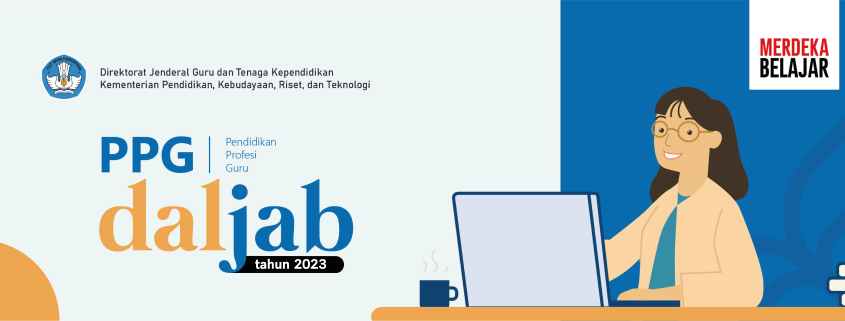 Direktorat Jenderal Guru dan Tenaga Kependidikan
Kementerian Pendidikan, Kebudayaan, Riset, dan Teknologi
MERDEKA
BELAJAR
PPG
Pendidikan
Profesi
Guru
daljab
tahun 2023